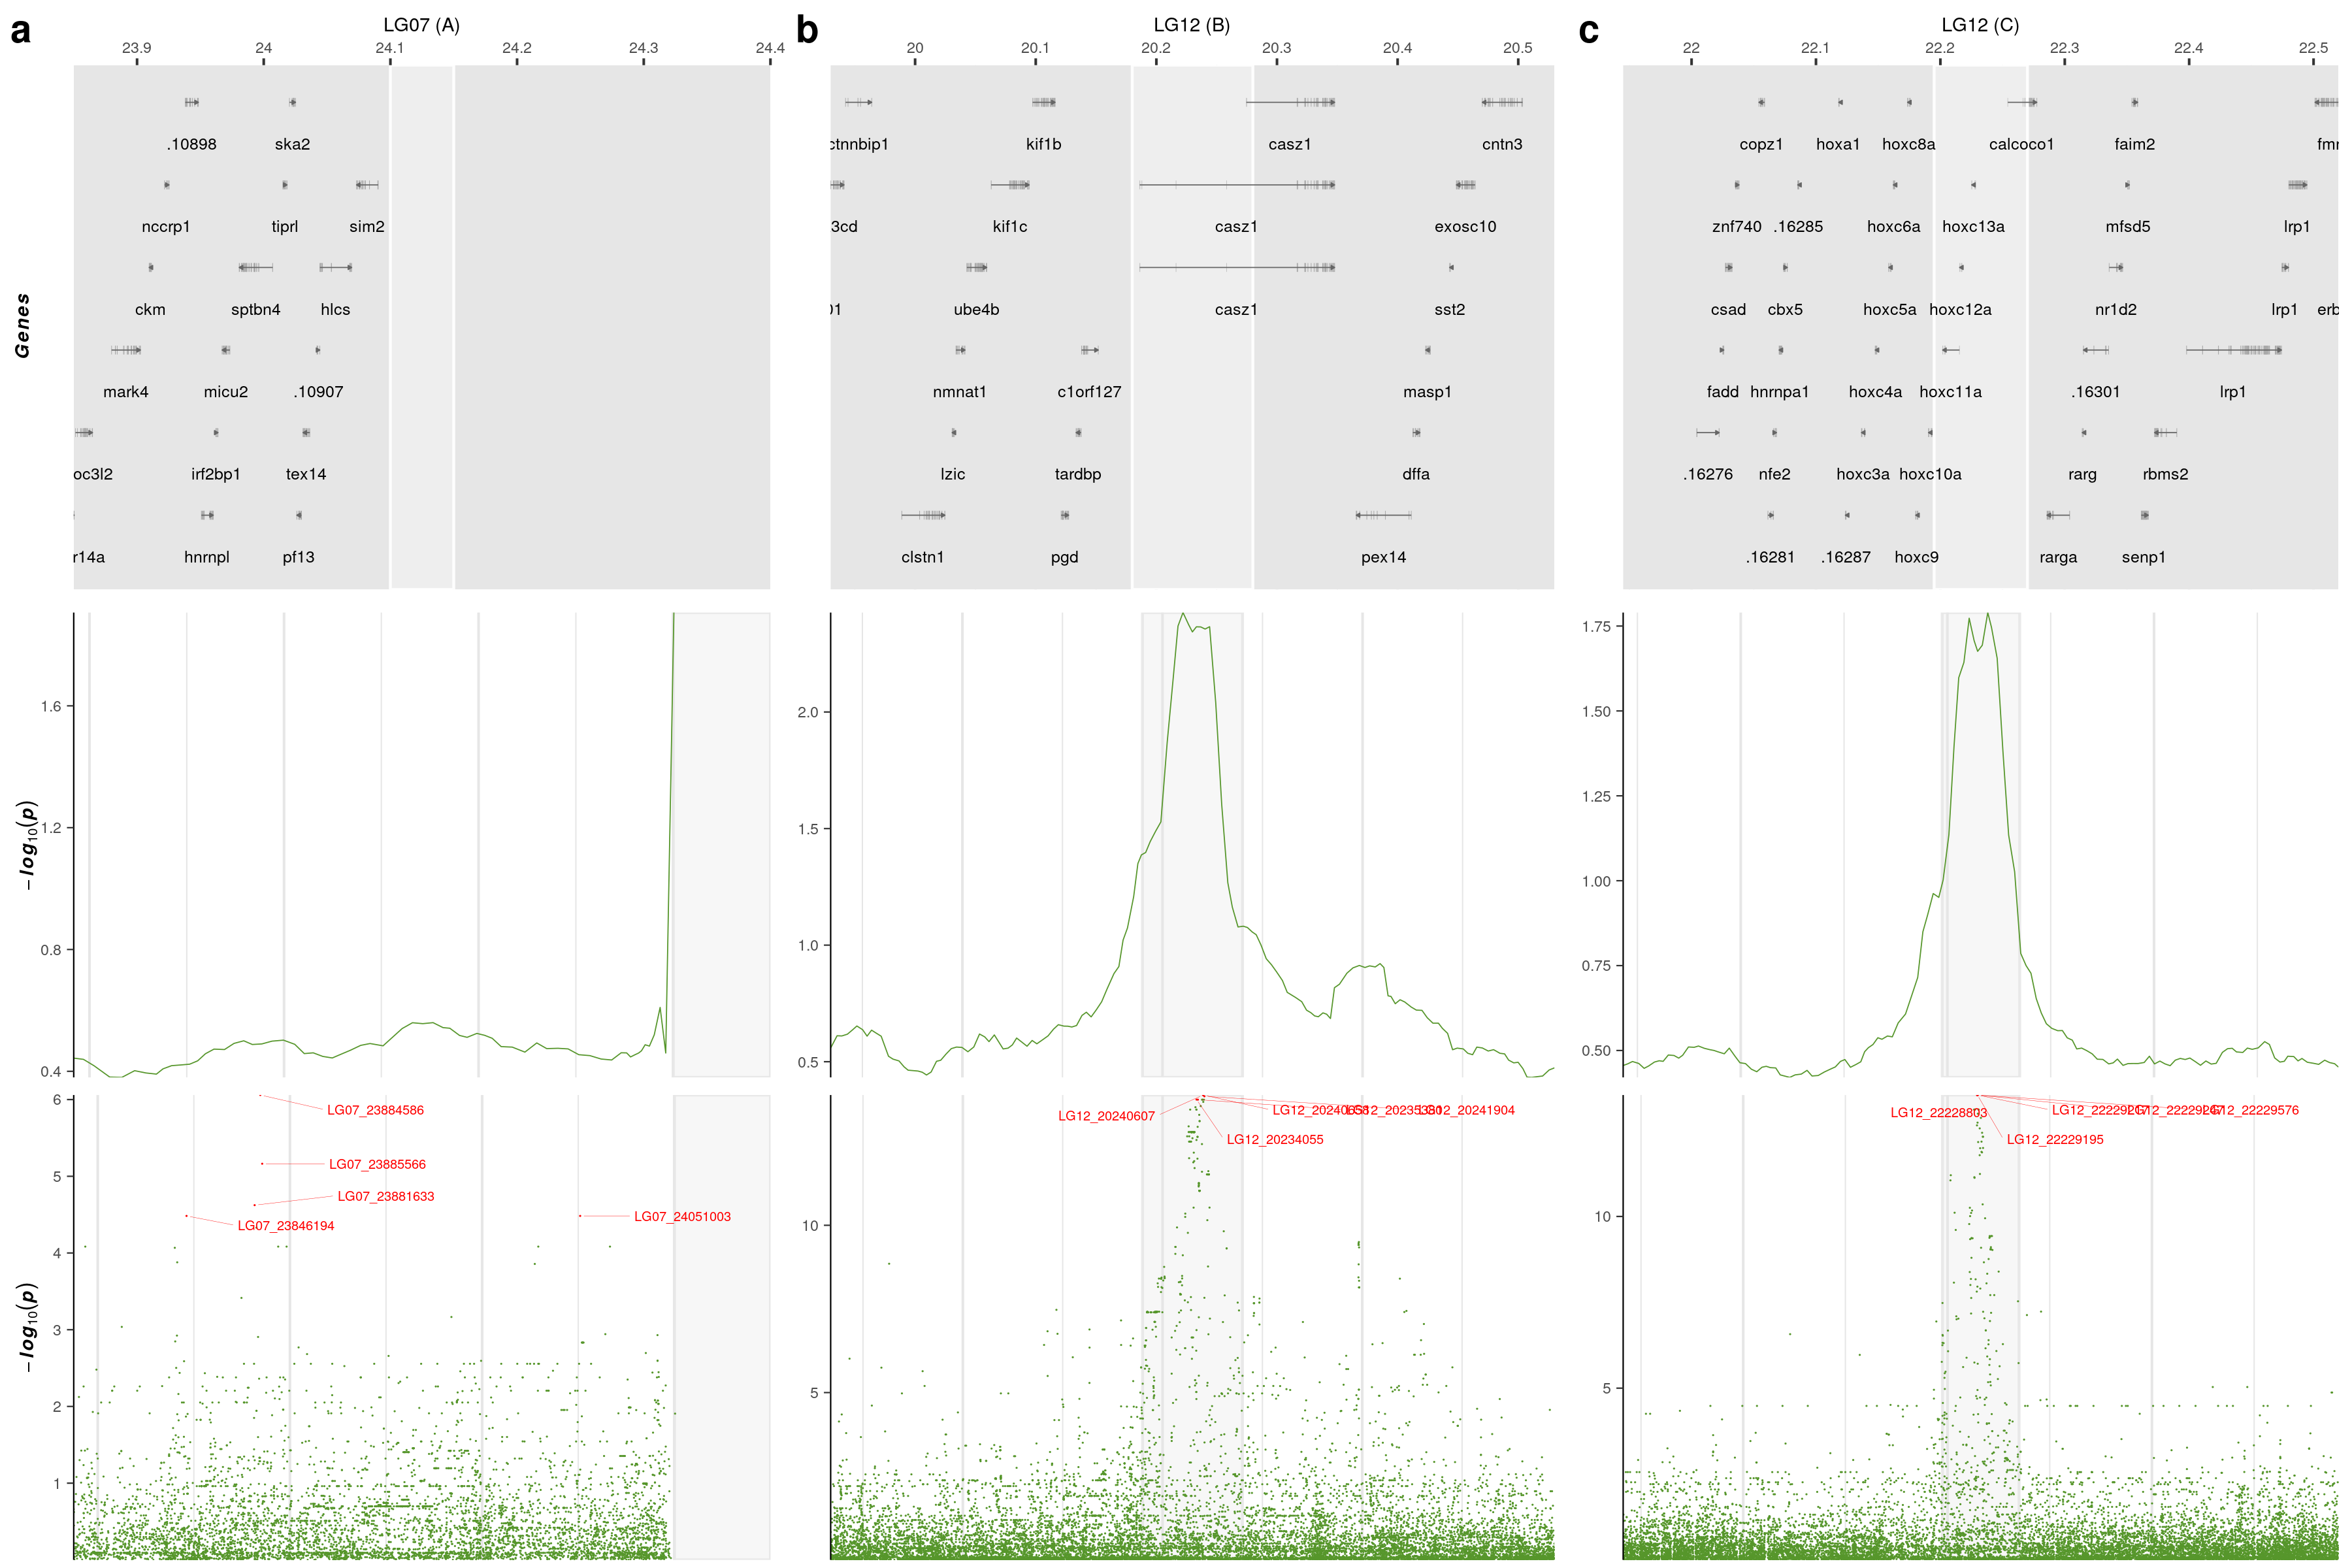 a LG07 (A) b LG12 (B) c LG12 (C)
23.9 24 24.1 24.2 24.3 24.4 20 20.1 20.2 20.3 20.4 20.5 22 22.1 22.2 22.3 22.4 22.5
.10898 ska2 ctnnbip1 kif1b casz1 cntn3 copz1 hoxa1 hoxc8a calcoco1 faim2
nccrp1 tiprl sim2 3cd kif1c casz1 exosc10 znf740 .16285 hoxc6a hoxc13a mfsd5 lrp1
ckm sptbn4 hlcs 01 ube4b casz1 sst2 csad cbx5 hoxc5a hoxc12a nr1d2 lrp1 erb
mark4 micu2 .10907 nmnat1 c1orf127 masp1 fadd hnrnpa1 hoxc4a hoxc11a .16301 lrp1
oc3l2 irf2bp1 tex14 lzic tardbp dffa .16276 nfe2 hoxc3a hoxc10a rarg rbms2
r14a hnrnpl pf13 clstn1 pgd pex14 .16281 .16287 hoxc9 rarga senp1
Genes
1.6
1.2
0.8
0.4
−log10(p)
2.0
1.5
1.0
0.5
1.75
1.50
1.25
1.00
0.75
0.50
6
5
4
3
2
1
−log10(p)
LG07_23884586
LG07_23885566
LG07_23881633
LG07_23846194
LG07_24051003
10
5
LG12_20240607
LG12_20235380
LG12_20241904
LG12_20234055
10
5
LG12_22228803
LG12_22229217
LG12_22229576
LG12_22229195